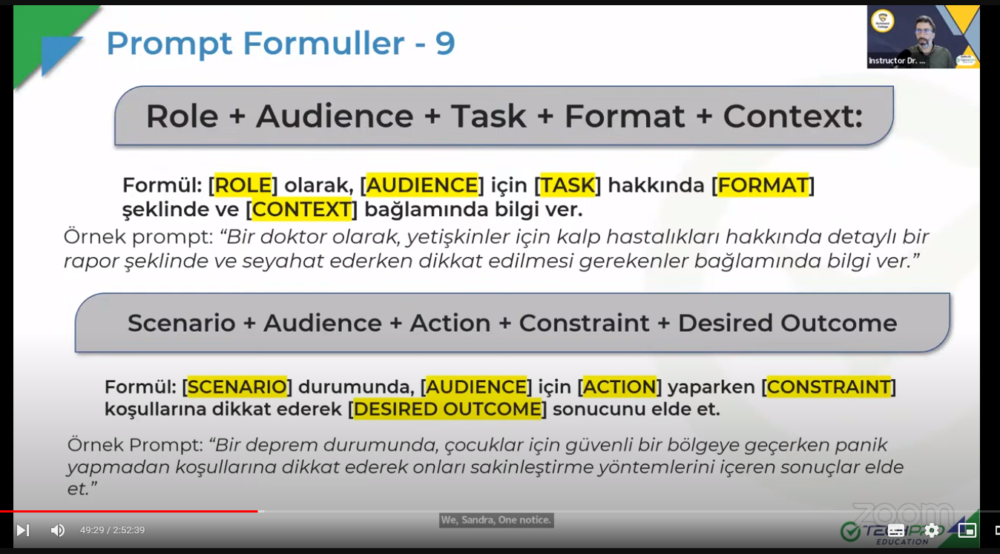 Prompt Formuller - 9
Richmond
College
Instructor Dr. ...
Role + Audience + Task + Format + Context:
Formül: [ROLE] olarak, [AUDIENCE] için [TASK] hakkında [FORMAT]
şeklinde ve [CONTEXT] bağlamında bilgi ver.
Örnek prompt: “Bir doktor olarak, yetişkinler için kalp hastalıkları hakkında detaylı bir
rapor şeklinde ve seyahat ederken dikkat edilmesi gerekenler bağlamında bilgi ver.”
Scenario + Audience + Action + Constraint + Desired Outcome
Formül: [SCENARIO] durumunda, [AUDIENCE] için [ACTION] yaparken [CONSTRAINT]
koşullarına dikkat ederek [DESIRED OUTCOME] sonucunu elde et.
Örnek Prompt: “Bir deprem durumunda, çocuklar için güvenli bir bölgeye geçerken panik
yapmadan koşullarına dikkat ederek onları sakinleştirme yöntemlerini içeren sonuçlar elde
et.”
We, Sandra, One notice.
zoom
49:29 / 2:52:39
TECHPRO
EDUCATION